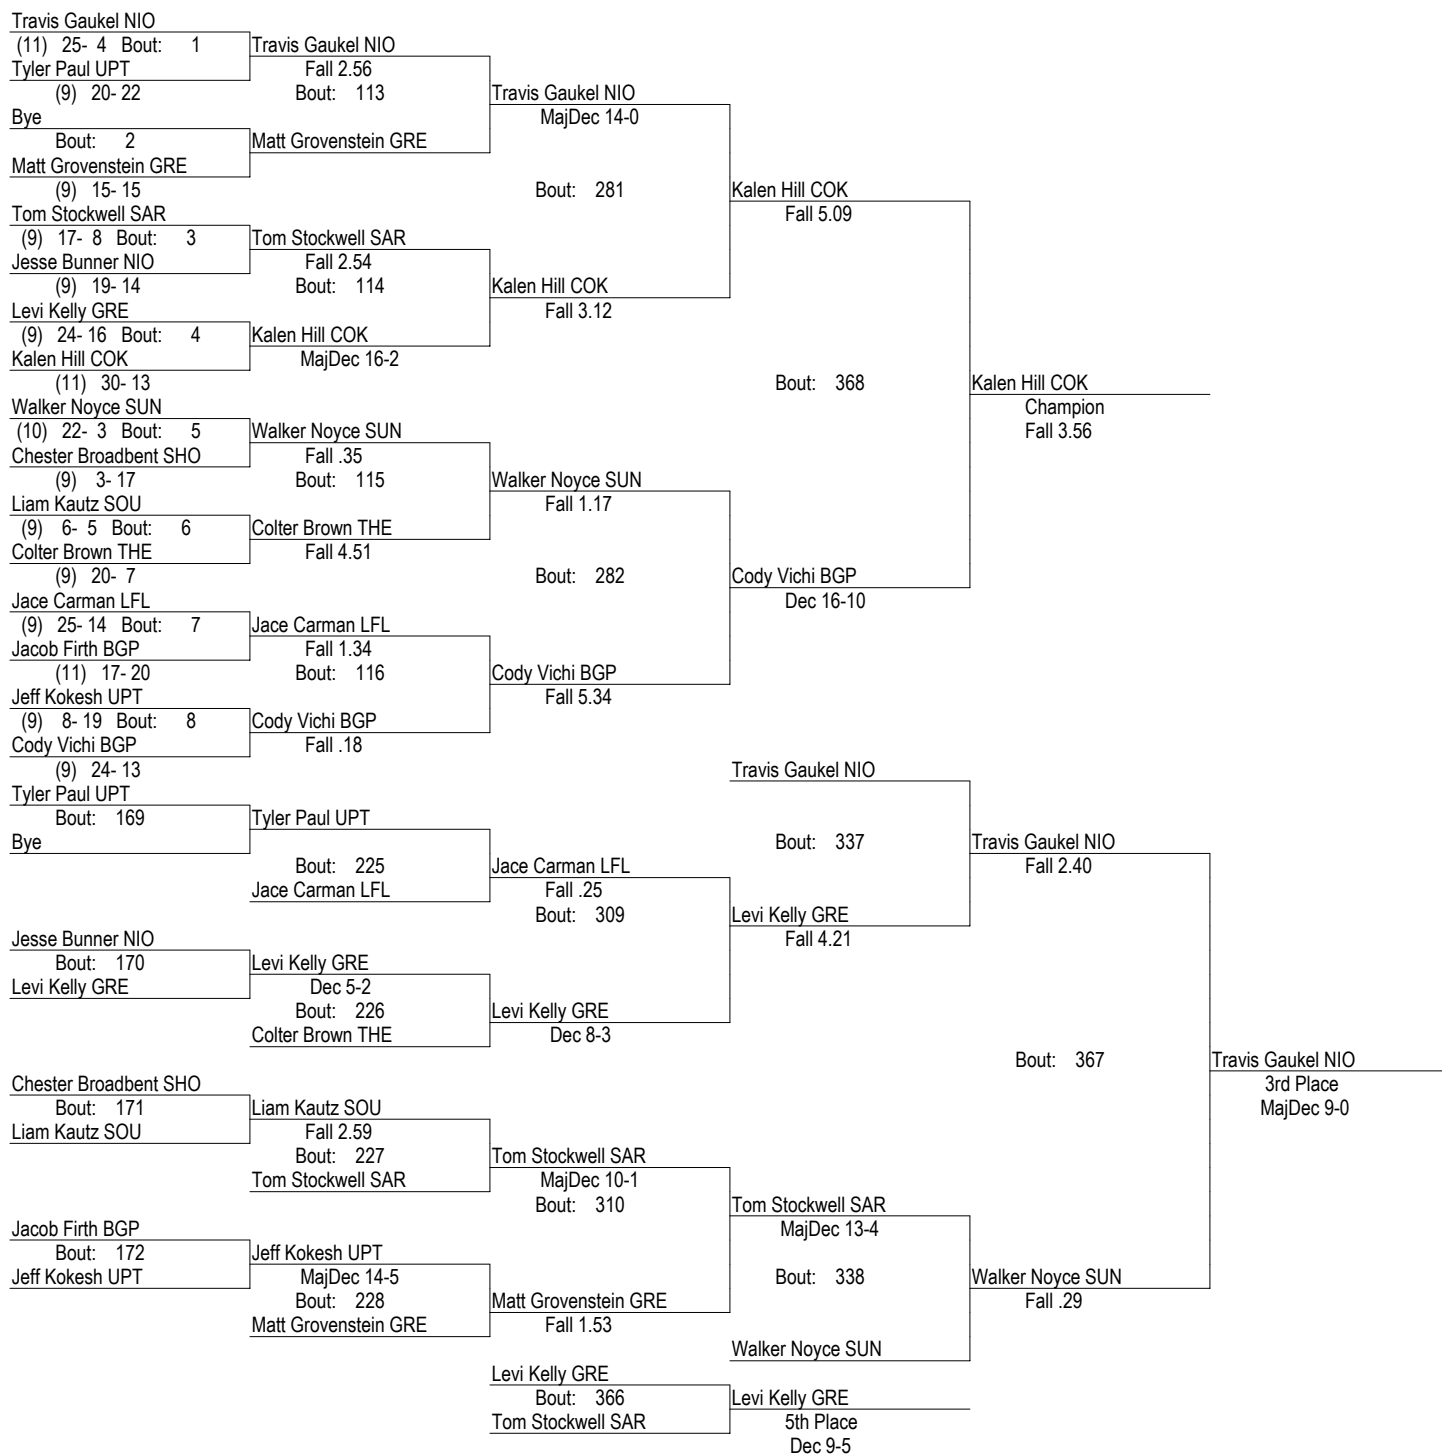 Travis Gaukel NIO
(11) 25- 4 Bout: 1
Travis Gaukel NIO
Tyler Paul UPT
Fall 2.56
(9) 20- 22
Bout: 113
Travis Gaukel NIO
Bye
MajDec 14-0
Bout: 2
Matt Grovenstein GRE
Matt Grovenstein GRE
(9) 15- 15
Bout: 281
Kalen Hill COK
Tom Stockwell SAR
Fall 5.09
(9) 17- 8 Bout: 3
Tom Stockwell SAR
Jesse Bunner NIO
Fall 2.54
(9) 19- 14
Bout: 114
Kalen Hill COK
Levi Kelly GRE
Fall 3.12
(9) 24- 16 Bout: 4
Kalen Hill COK
Kalen Hill COK
MajDec 16-2
(11) 30- 13
Bout: 368
Kalen Hill COK
Walker Noyce SUN
Champion
(10) 22- 3 Bout: 5
Walker Noyce SUN
Fall 3.56
Chester Broadbent SHO
Fall .35
(9) 3- 17
Bout: 115
Walker Noyce SUN
Liam Kautz SOU
Fall 1.17
(9) 6- 5 Bout: 6
Colter Brown THE
Colter Brown THE
Fall 4.51
(9) 20- 7
Bout: 282
Cody Vichi BGP
Jace Carman LFL
Dec 16-10
(9) 25- 14 Bout: 7
Jace Carman LFL
Jacob Firth BGP
Fall 1.34
(11) 17- 20
Bout: 116
Cody Vichi BGP
Jeff Kokesh UPT
Fall 5.34
(9) 8- 19 Bout: 8
Cody Vichi BGP
Cody Vichi BGP
Fall .18
(9) 24- 13
Travis Gaukel NIO
Tyler Paul UPT
Bout: 169
Tyler Paul UPT
Bye
Bout: 337
Travis Gaukel NIO
Bout: 225
Jace Carman LFL
Fall 2.40
Jace Carman LFL
Fall .25
Bout: 309
Levi Kelly GRE
Jesse Bunner NIO
Fall 4.21
Bout: 170
Levi Kelly GRE
Levi Kelly GRE
Dec 5-2
Bout: 226
Levi Kelly GRE
Colter Brown THE
Dec 8-3
Bout: 367
Travis Gaukel NIO
Chester Broadbent SHO
3rd Place
Bout: 171
Liam Kautz SOU
MajDec 9-0
Liam Kautz SOU
Fall 2.59
Bout: 227
Tom Stockwell SAR
Tom Stockwell SAR
MajDec 10-1
Bout: 310
Tom Stockwell SAR
Jacob Firth BGP
MajDec 13-4
Bout: 172
Jeff Kokesh UPT
Jeff Kokesh UPT
MajDec 14-5
Bout: 338
Walker Noyce SUN
Bout: 228
Matt Grovenstein GRE
Fall .29
Matt Grovenstein GRE
Fall 1.53
Walker Noyce SUN
Levi Kelly GRE
Bout: 366
Levi Kelly GRE
Tom Stockwell SAR
5th Place
Dec 9-5